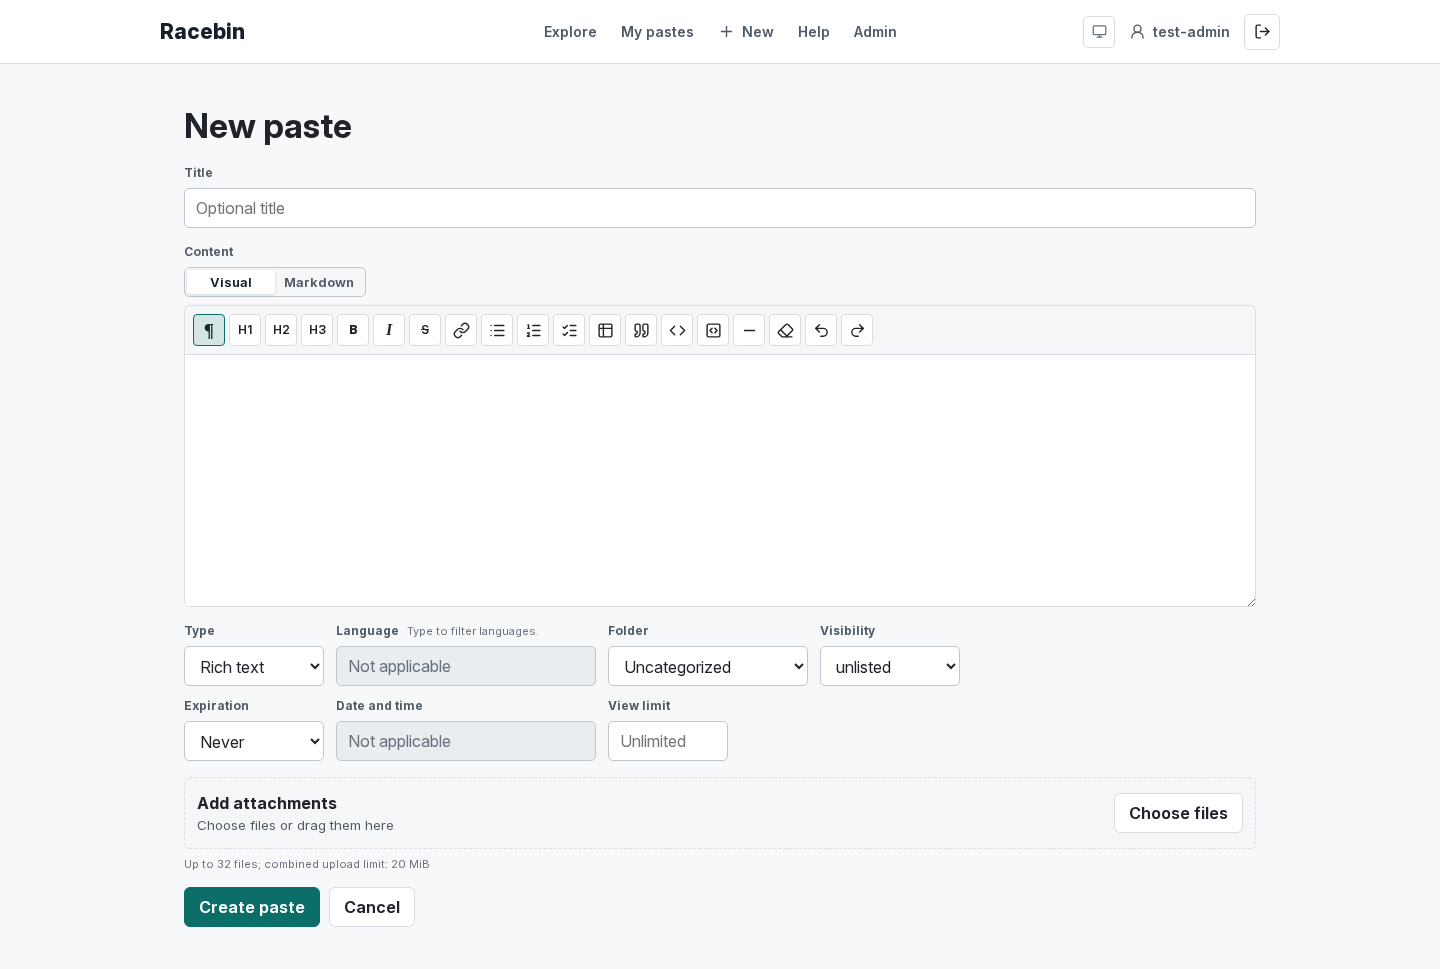 Racebin
Explore My pastes New Help Admin
test-admin
New paste
Title
Optional title
Content
Visual Markdown
¶ H1 H2 H3 B I S
Type Language Type to filter languages. Folder Visibility
Rich text Not applicable Uncategorized unlisted
Expiration Date and time View limit
Never Not applicable Unlimited
Add attachments
Choose files or drag them here
Choose files
Up to 32 files; combined upload limit: 20 MiB
Create paste Cancel